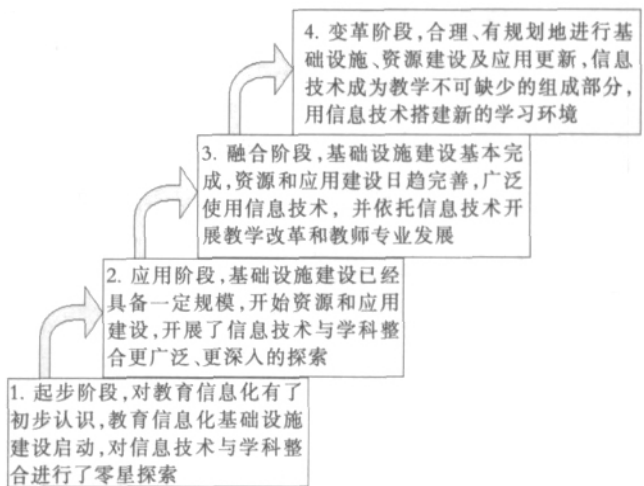 4. 变革阶段,合理、有规划地进行基
础设施、资源建设及应用更新,信息
技术成为教学不可缺少的组成部分,
用信息技术搭建新的学习环境
3. 融合阶段,基础设施建设基本完
成,资源和应用建设日趋完善,广泛
使用信息技术, 并依托信息技术开
展教学改革和教师专业发展
2. 应用阶段,基础设施建设已经
具备一定规模,开始资源和应用
建设,开展了信息技术与学科整
合更广泛、更深入的探索
1. 起步阶段,对教育信息化有了
初步认识,教育信息化基础设施
建设启动,对信息技术与学科整
合进行了零星探索